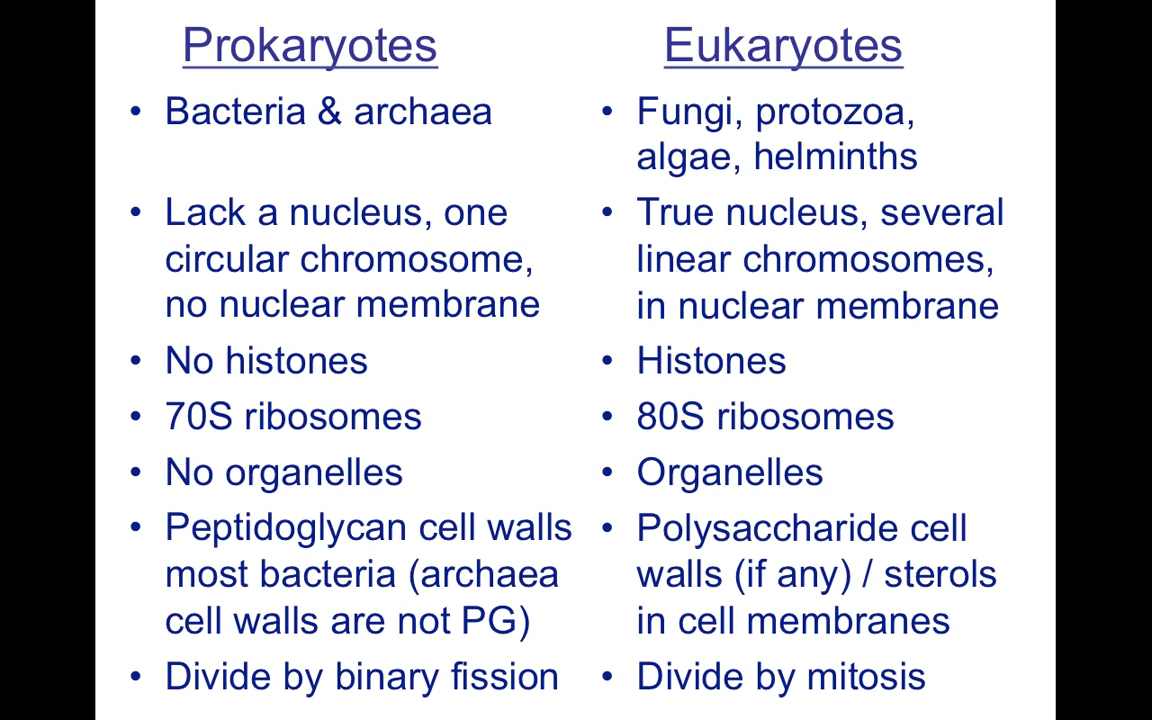 Prokaryotes
• Bacteria & archaea
• Lack a nucleus, one
circular chromosome,
no nuclear membrane
• No histones
• 70S ribosomes
• No organelles
• Peptidoglycan cell walls
most bacteria (archaea
cell walls are not PG)
• Divide by binary fission
Eukaryotes
• Fungi, protozoa,
algae, helminths
• True nucleus, several
linear chromosomes,
in nuclear membrane
• Histones
• 80S ribosomes
• Organelles
• Polysaccharide cell
walls (if any) / sterols
in cell membranes
• Divide by mitosis